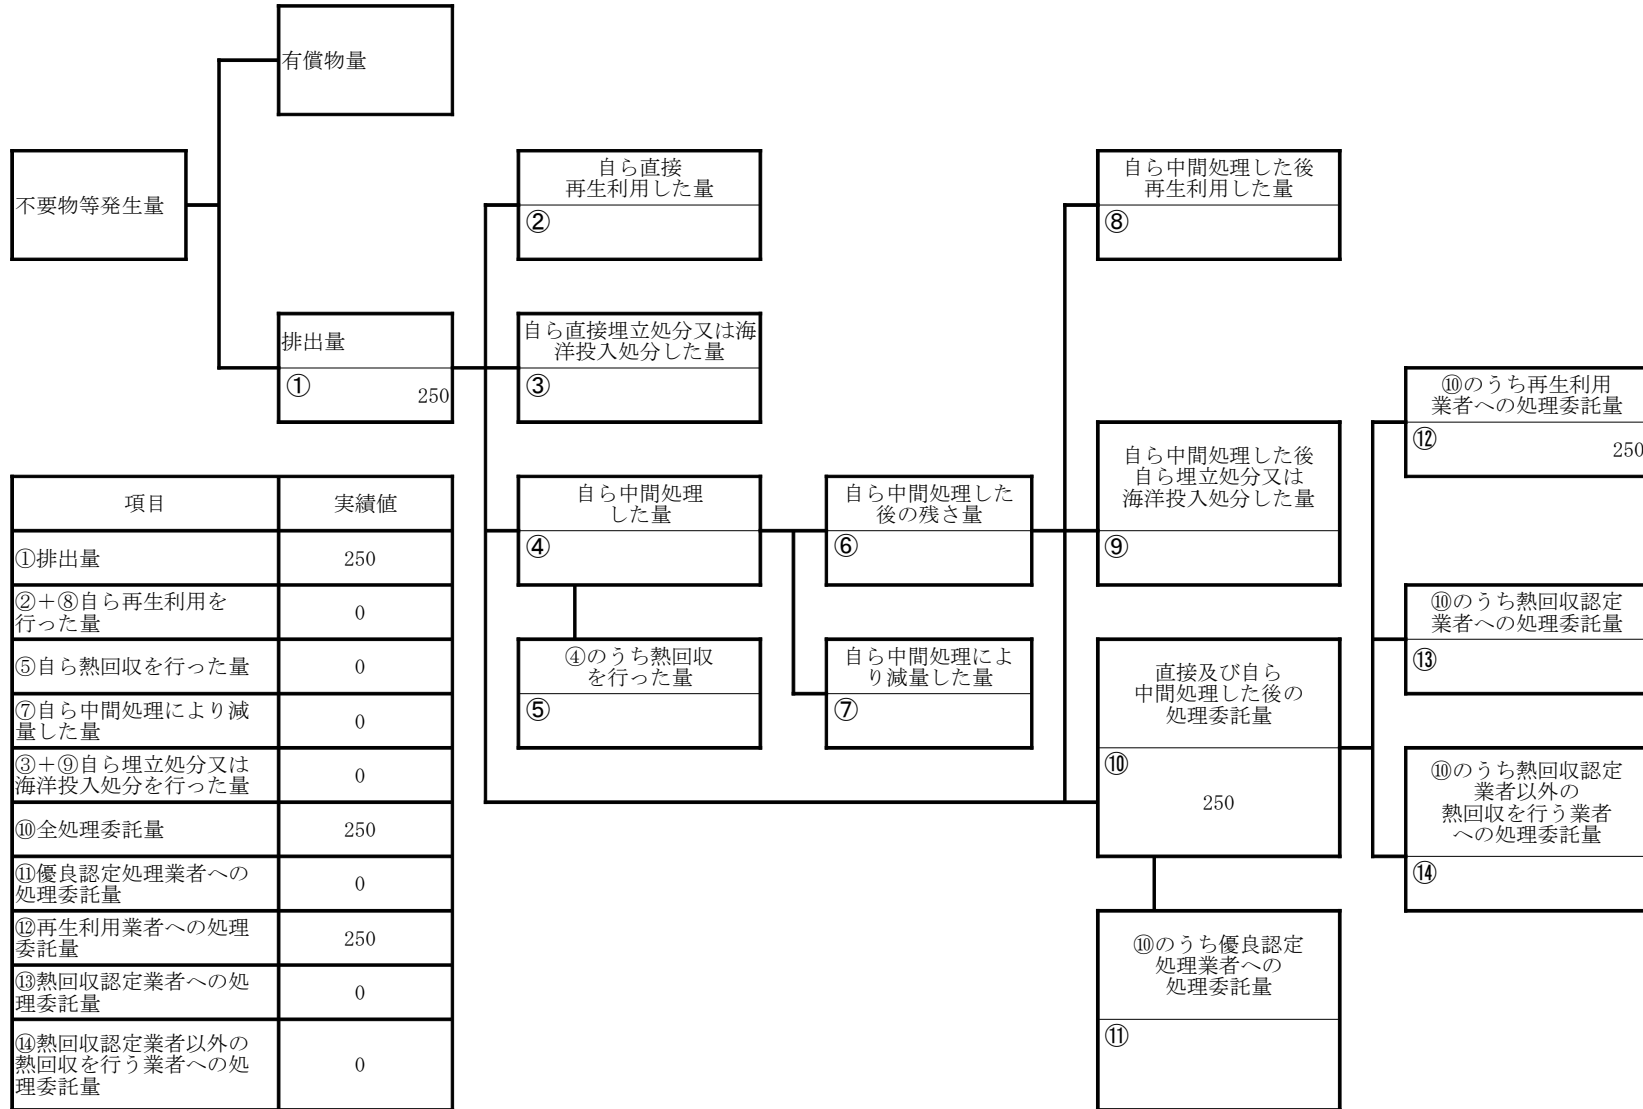 有償物量
不要物等発生量
自ら直接
再生利用した量
②
自ら中間処理した後
再生利用した量
⑧
排出量
①
250
自ら直接埋立処分又は海
洋投入処分した量
③
⑩のうち再生利用
業者への処理委託量
⑫
250
自ら中間処理
した量
④
自ら中間処理した
後の残さ量
⑥
自ら中間処理した後
自ら埋立処分又は
海洋投入処分した量
⑨
④のうち熱回収
を行った量
⑤
自ら中間処理によ
り減量した量
⑦
直接及び自ら
中間処理した後の
処理委託量
⑩
250
⑩のうち熱回収認定
業者への処理委託量
⑬
⑩のうち熱回収認定
業者以外の
熱回収を行う業者
への処理委託量
⑭
⑩のうち優良認定
処理業者への
処理委託量
⑪
項目 実績値
①排出量 250
②+⑧自ら再生利用を
行った量 0
⑤自ら熱回収を行った量 0
⑦自ら中間処理により減
量した量 0
③+⑨自ら埋立処分又は
海洋投入処分を行った量 0
⑩全処理委託量 250
⑪優良認定処理業者への
処理委託量 0
⑫再生利用業者への処理
委託量 250
⑬熱回収認定業者への処
理委託量 0
⑭熱回収認定業者以外の
熱回収を行う業者への処
理委託量 0